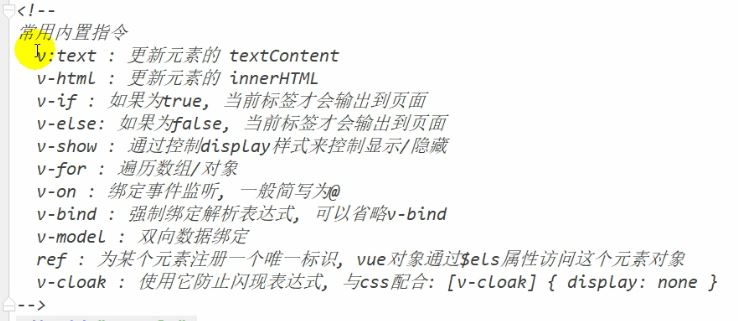 <!--
常用内置指令
v:text : 更新元素的 textContent
v-html : 更新元素的 innerHTML
v-if : 如果为true, 当前标签才会输出到页面
v-else: 如果为false, 当前标签才会输出到页面
v-show : 通过控制display样式来控制显示/隐藏
v-for : 遍历数组/对象
v-on : 绑定事件监听, 一般简写为@
v-bind : 强制绑定解析表达式, 可以省略v-bind
v-model : 双向数据绑定
ref : 为某个元素注册一个唯一标识, vue对象通过$els属性访问这个元素对象
v-cloak : 使用它防止闪现表达式, 与css配合: [v-cloak] { display: none }
-->